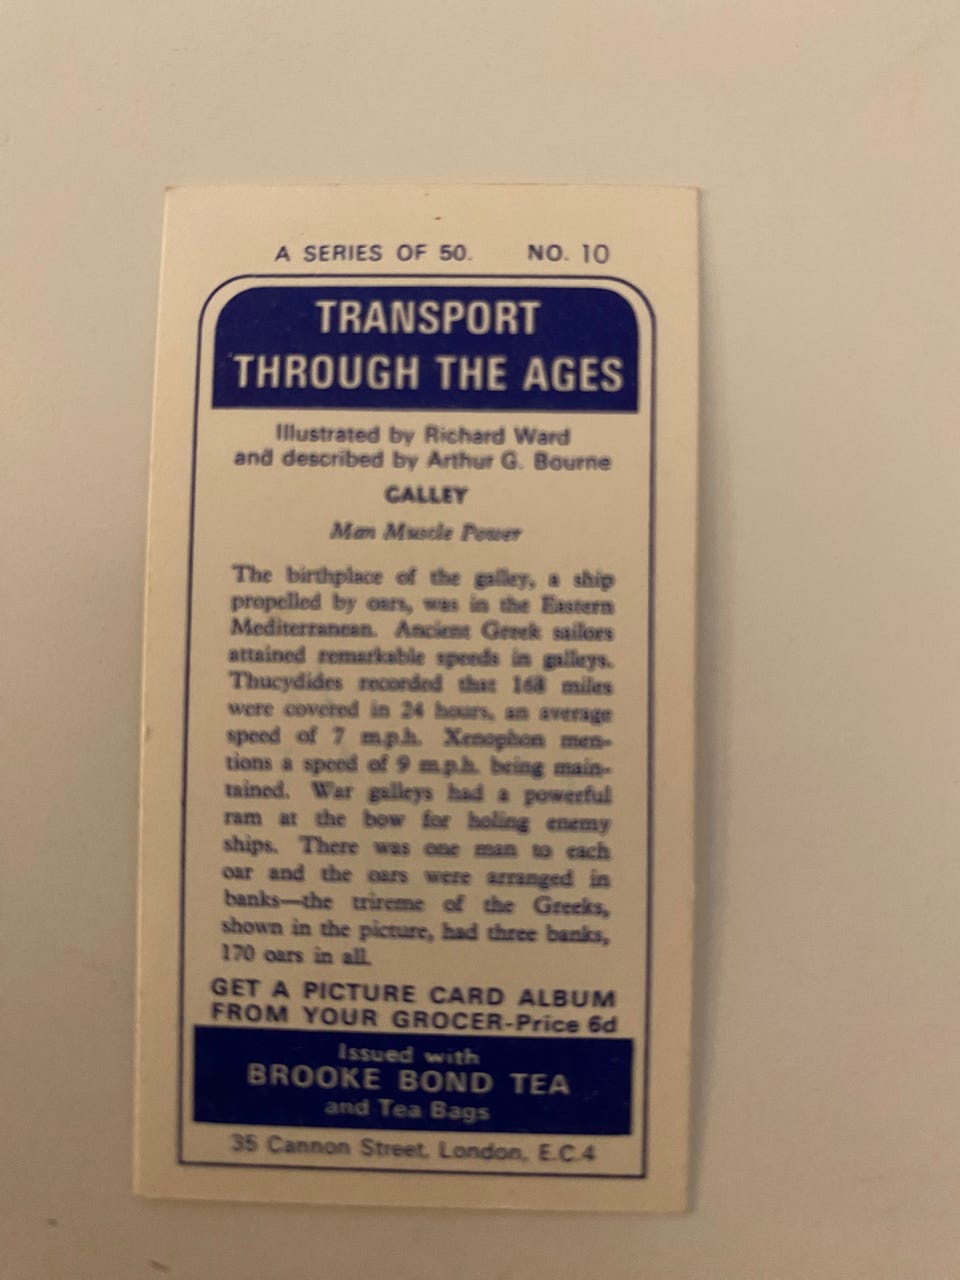 A SERIES OF 50. NO. 10
TRANSPORT
THROUGH THE AGES
Illustrated by Richard Ward
and described by Arthur G. Bourne
GALLEY
Man Muscle Power
The birthplace of the galley, a ship
propelled by oars, was in the Eastern
Mediterranean. Ancient Greek sailors
attained remarkable speeds in galleys.
Thucydides recorded that 168 miles
were covered in 24 hours, an average
speed of 7 m.p.h. Xenophon men-
tions a speed of 9 m.p.h. being main-
tained. War galleys had a powerful
ram at the bow for holing enemy
ships. There was one man to each
oar and the oars were arranged in
banks—the trireme of the Greeks,
shown in the picture, had three banks,
170 oars in all.
GET A PICTURE CARD ALBUM
FROM YOUR GROCER-Price 6d
Issued with
BROOKE BOND TEA
and Tea Bags
35 Cannon Street, London, E.C.4